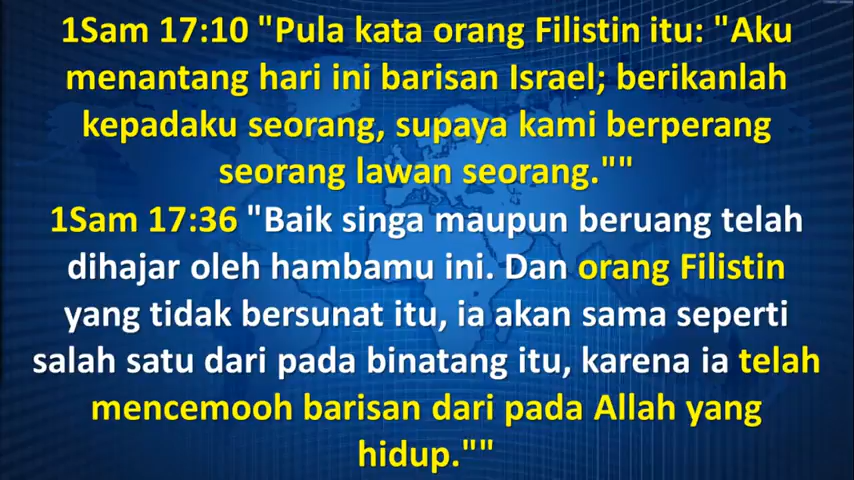 1Sam 17:10 "Pula kata orang Filistin itu: "Aku
menantang hari ini barisan Israel; berikanlah
kepadaku seorang, supaya kami berperang
seorang lawan seorang.""
1Sam 17:36 "Baik singa maupun beruang telah
dihajar oleh hambamu ini. Dan orang Filistin
yang tidak bersunat itu, ia akan sama seperti
salah satu dari pada binatang itu, karena ia telah
mencemooh barisan dari pada Allah yang
hidup.""